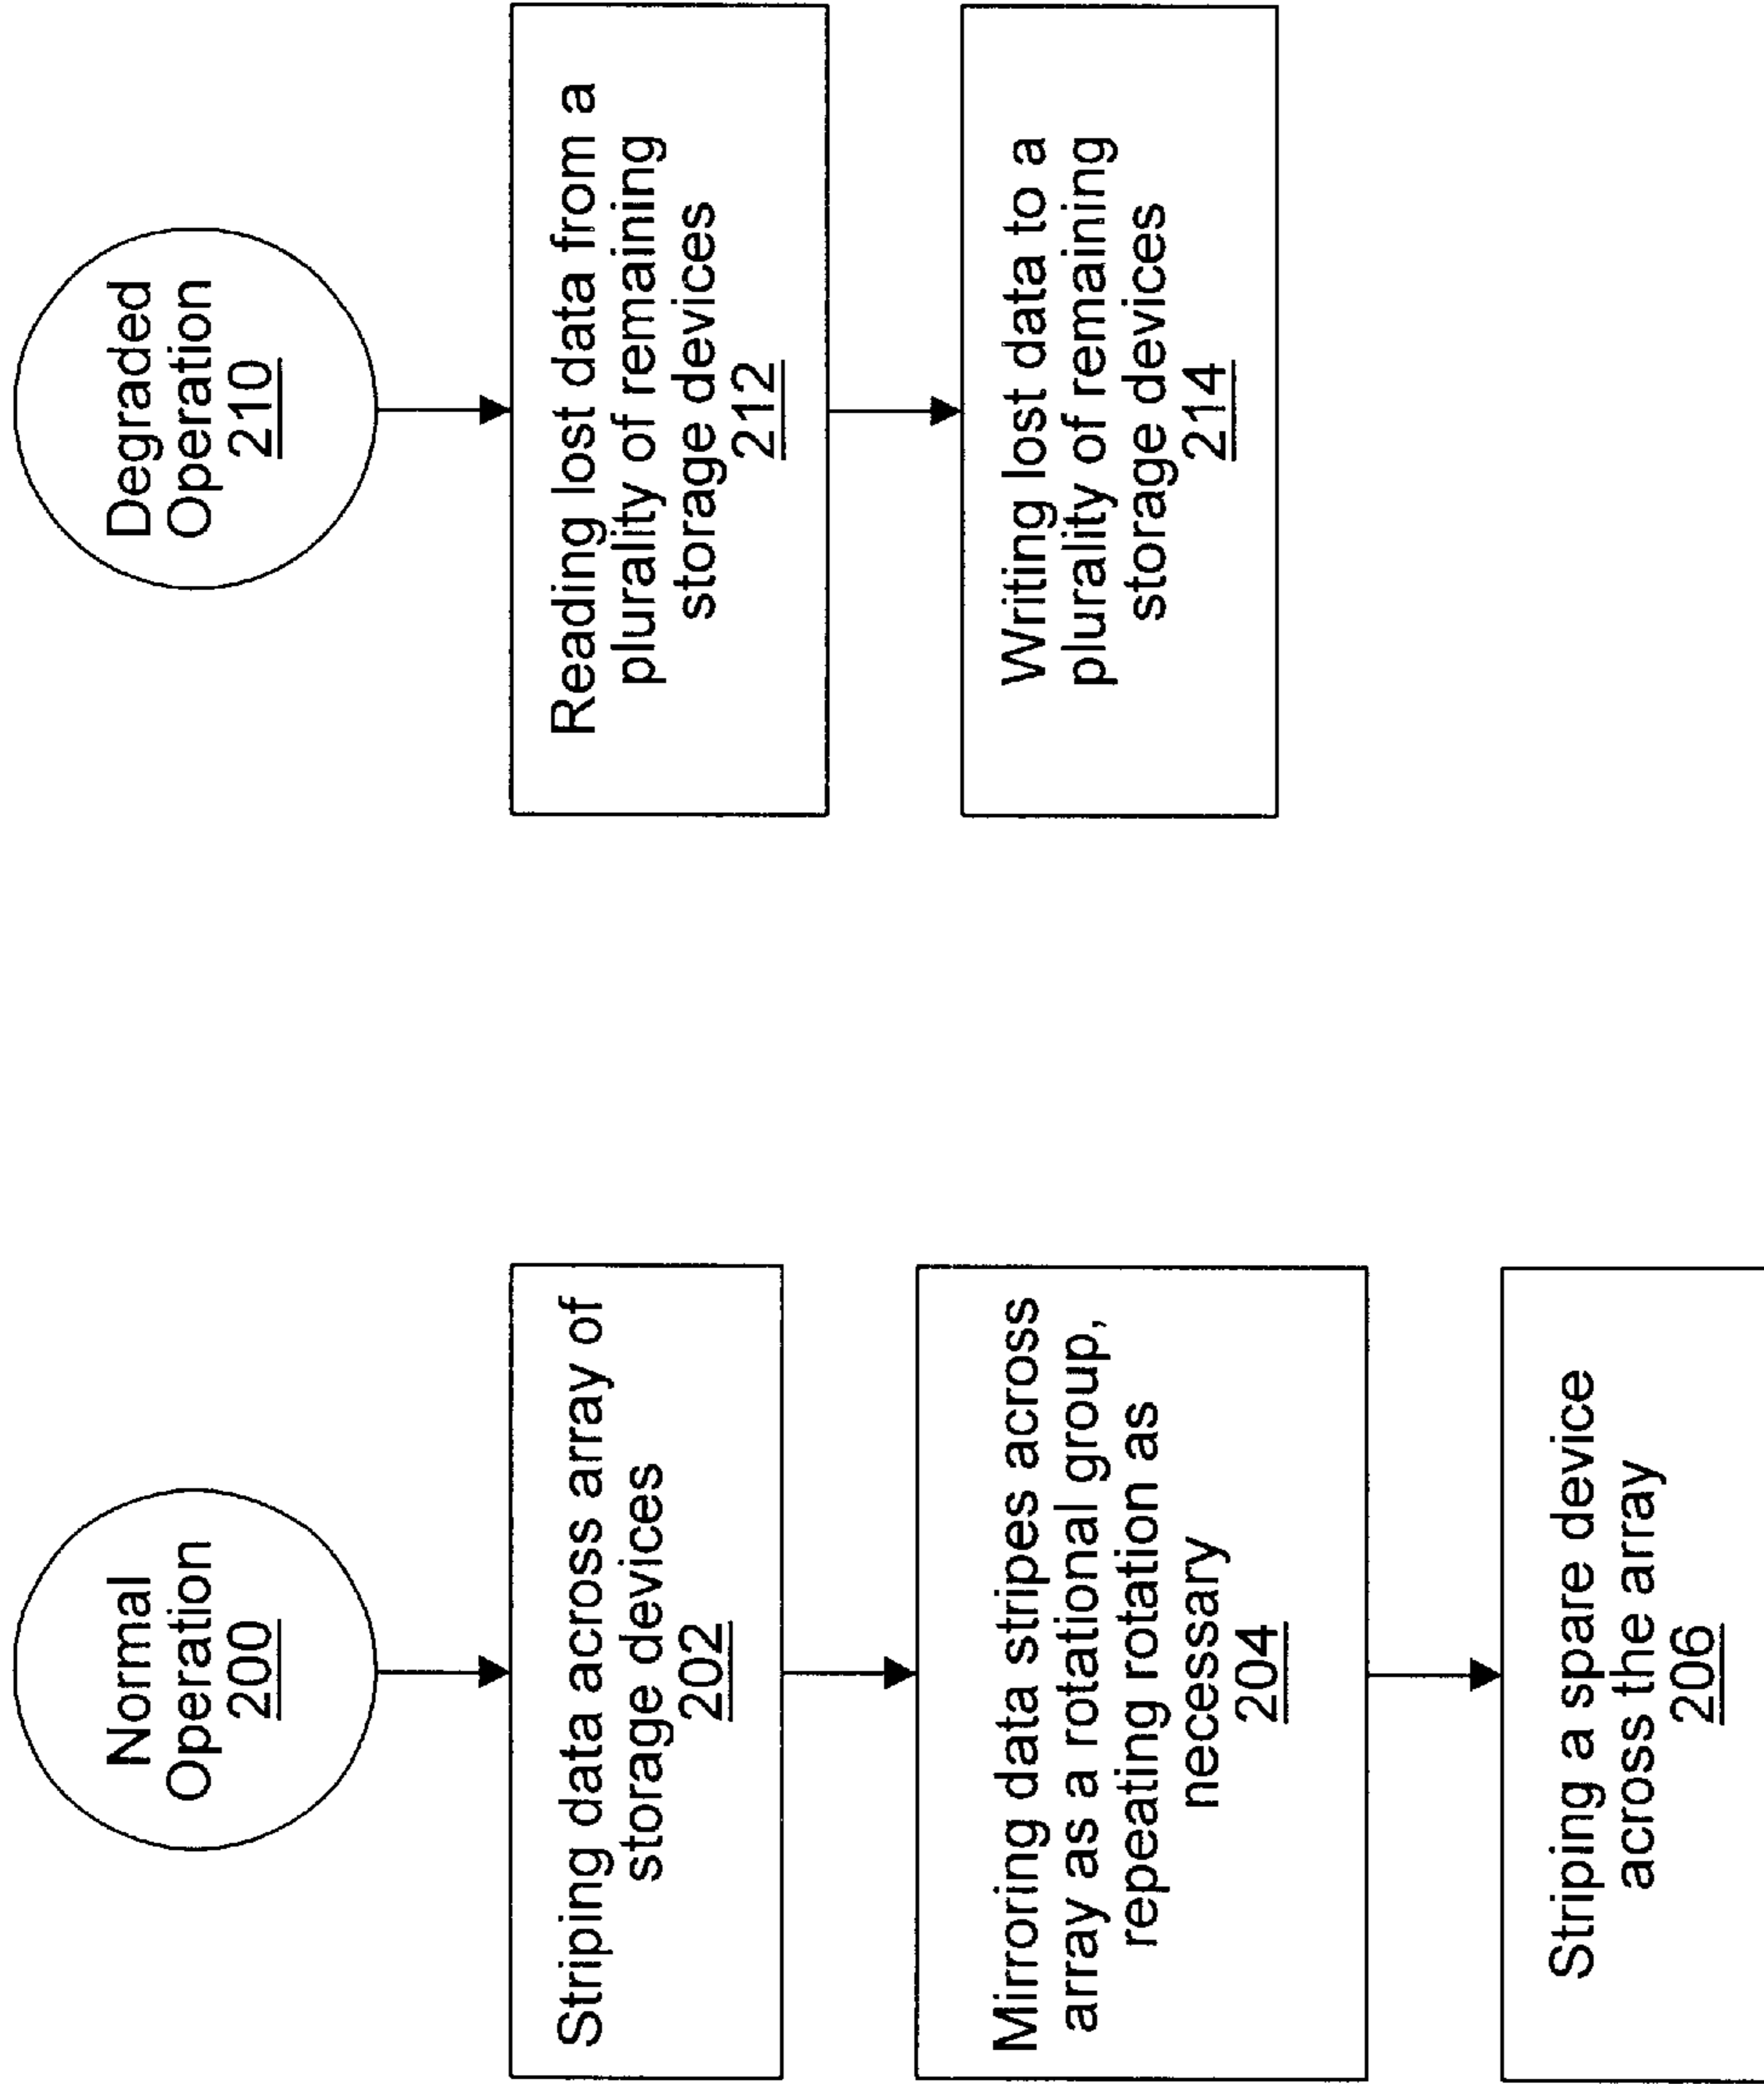 Normal
Operation
200
Striping data across array of
storage devices
202
Mirroring data stripes across
array as a rotational group,
repeating rotation as
necessary
204
Striping a spare device
across the array
206
Degraded
Operation
210
Reading lost data from a
plurality of remaining
storage devices
212
Writing lost data to a
plurality of remaining
storage devices
214